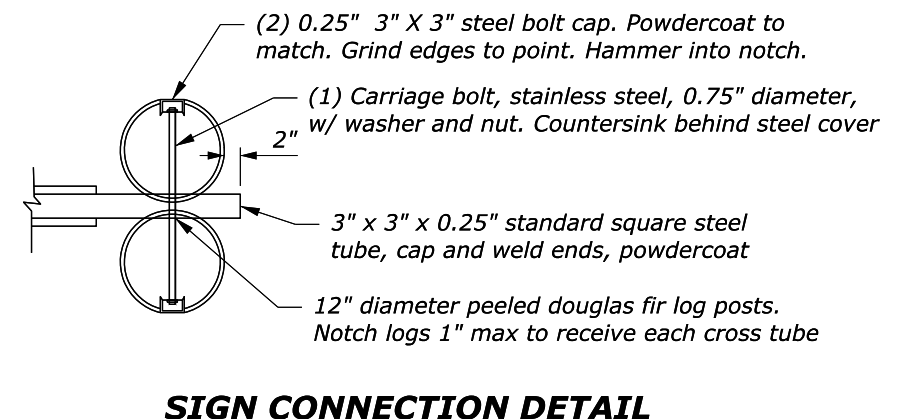 (2) 0.25" 3" X 3" steel bolt cap. Powdercoat to
match. Grind edges to point. Hammer into notch.
(1) Carriage bolt, stainless steel, 0.75" diameter,
w/ washer and nut. Countersink behind steel cover
2"
3" x 3" x 0.25" standard square steel
tube, cap and weld ends, powdercoat
12" diameter peeled douglas fir log posts.
Notch logs 1" max to receive each cross tube
SIGN CONNECTION DETAIL